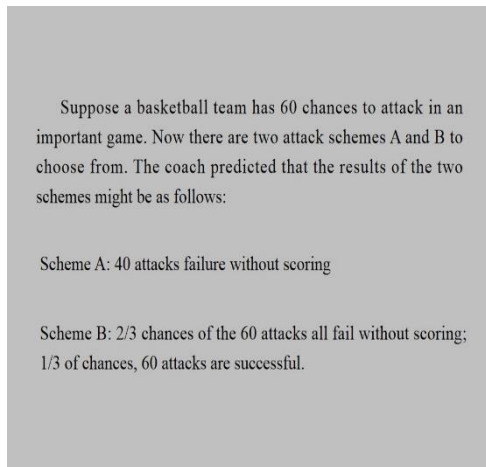 Suppose a basketball team has 60 chances to attack in an
important game. Now there are two attack schemes A and B to
choose from. The coach predicted that the results of the two
schemes might be as follows:
Scheme A: 40 attacks failure without scoring
Scheme B: 2/3 chances of the 60 attacks all fail without scoring;
1/3 of chances, 60 attacks are successful.